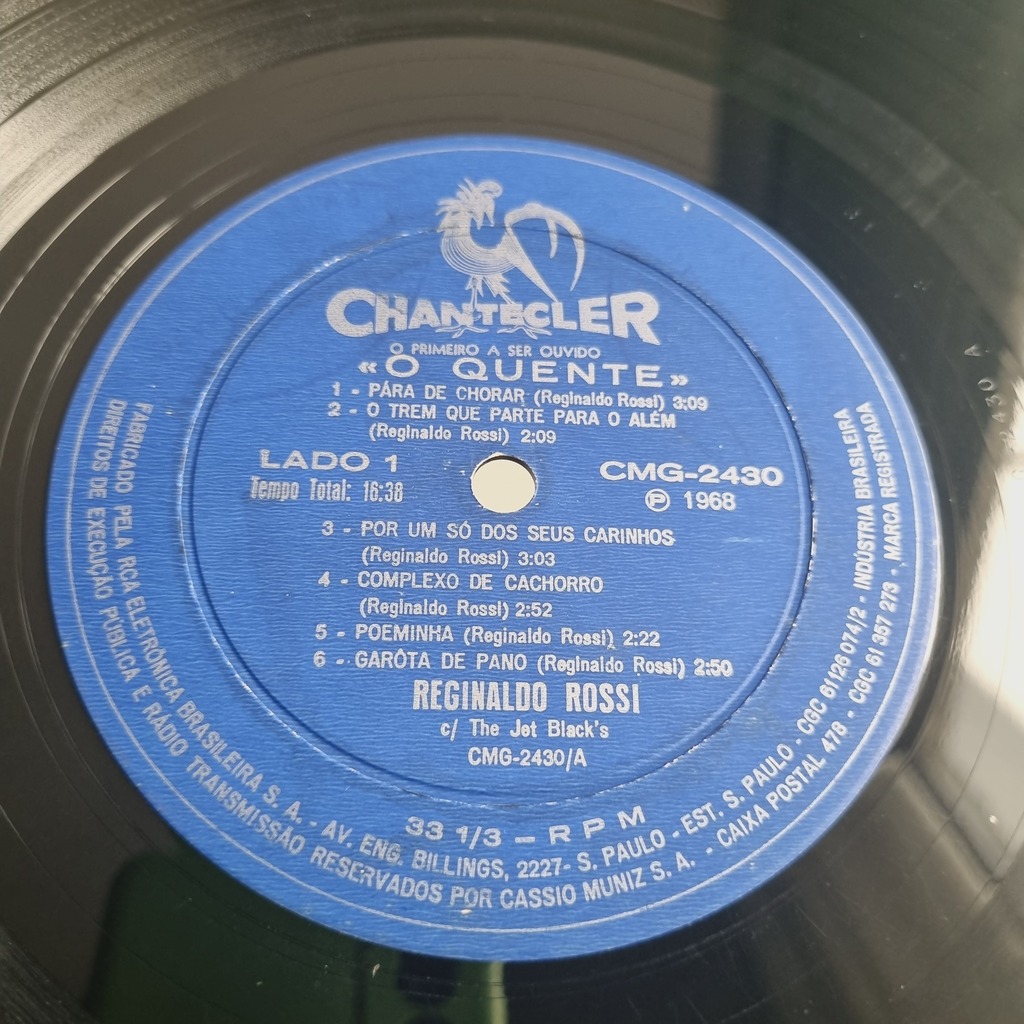 CHANTECLER
O PRIMEIRO A SER OUVIDO
«O QUENTE»
1 - PÁRA DE CHORAR (Reginaldo Rossi) 3:09
2 - O TREM QUE PARTE PARA O ALÉM
(Reginaldo Rossi) 2:09
LADO 1
Tempo Total: 16:38
CMG-2430
Ⓟ 1968
3 - POR UM SÓ DOS SEUS CARINHOS
(Reginaldo Rossi) 3:03
4 - COMPLEXO DE CACHORRO
(Reginaldo Rossi) 2:52
5 - POEMINHA (Reginaldo Rossi) 2:22
6 - GARÔTA DE PANO (Reginaldo Rossi) 2:50
REGINALDO ROSSI
c/ The Jet Black's
CMG-2430/A
33 1/3 - RPM
FABRICADO PELA RCA ELETRÔNICA BRASILEIRA S. A. - AV. ENG. BILLINGS, 2227- S. PAULO - EST. S. PAULO - CGC 61126 074/2 - INDÚSTRIA BRASILEIRA
DIREITOS DE EXECUÇÃO PÚBLICA E RÁDIO TRANSMISSÃO RESERVADOS POR CASSIO MUNIZ S. A. - CAIXA POSTAL 478 - CGC 61 357 273 - MARCA REGISTRADA